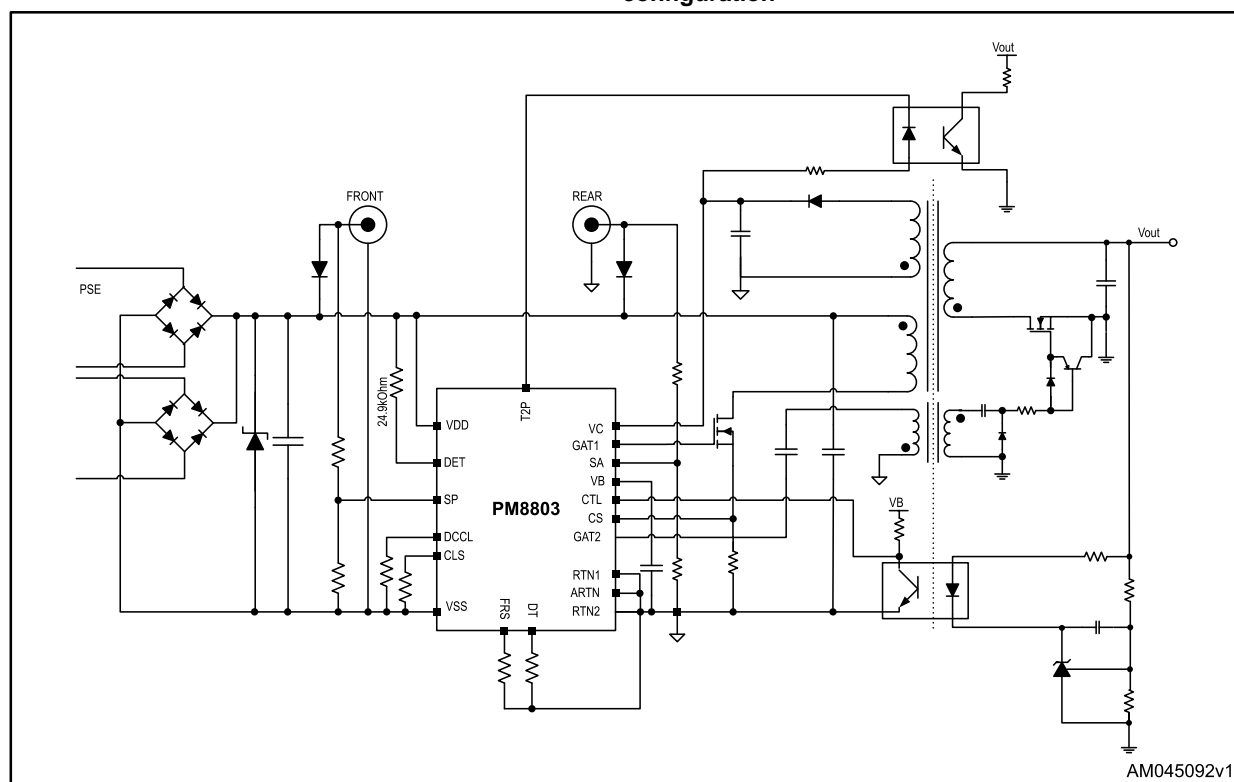 configuration
Vout
FRONT
REAR
Vout
PSE
24.9kOhm
T2P
VDD
DET
SP
DCCL
CLS
VSS
PM8803
VC
GAT1
SA
VB
CTL
CS
GAT2
RTN1
ARTN
RTN2
FRS
DT
VB
AM045092v1